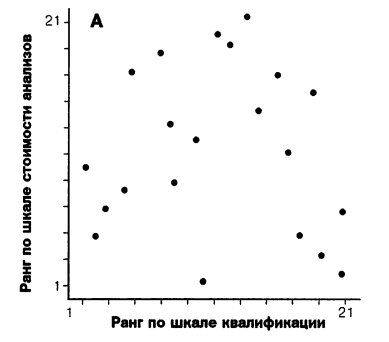 21
А
Ранг по шкале стоимости анализов
1
1
21
Ранг по шкале квалификации